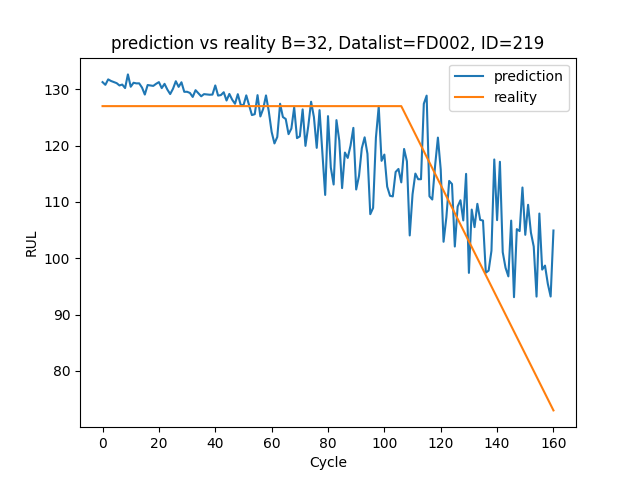 prediction vs reality B=32, Datalist=FD002, ID=219
prediction
reality
130
120
110
100
90
80
RUL
0 20 40 60 80 100 120 140 160
Cycle